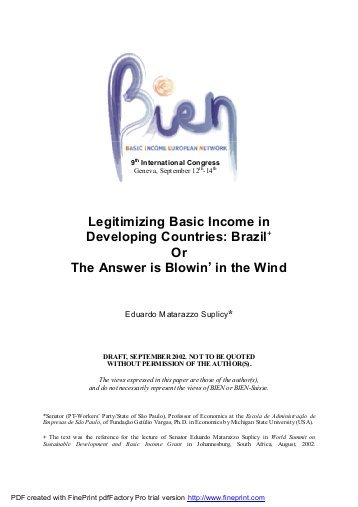 Bien
BASIC INCOME EUROPEAN NETWORK
9th International Congress
Geneva, September 12th-14th
Legitimizing Basic Income in
Developing Countries: Brazil+
Or
The Answer is Blowin’ in the Wind
Eduardo Matarazzo Suplicy*
DRAFT, SEPTEMBER 2002. NOT TO BE QUOTED
WITHOUT PERMISSION OF THE AUTHOR(S).
The views expressed in this paper are those of the author(s),
and do not necessarily represent the views of BIEN or BIEN-Suisse.
*Senator (PT-Workers’ Party/State of São Paulo), Professor of Economics at the Escola de Administração de
Empresas de São Paulo, of Fundação Getúlio Vargas, Ph.D. in Economics by Michigan State University (USA).
+ The text was the reference for the lecture of Senator Eduardo Matarazzo Suplicy in World Summit on
Sustainable Development and Basic Income Grant in Johannesburg, South Africa, August, 2002.
PDF created with FinePrint pdfFactory Pro trial version http://www.fineprint.com